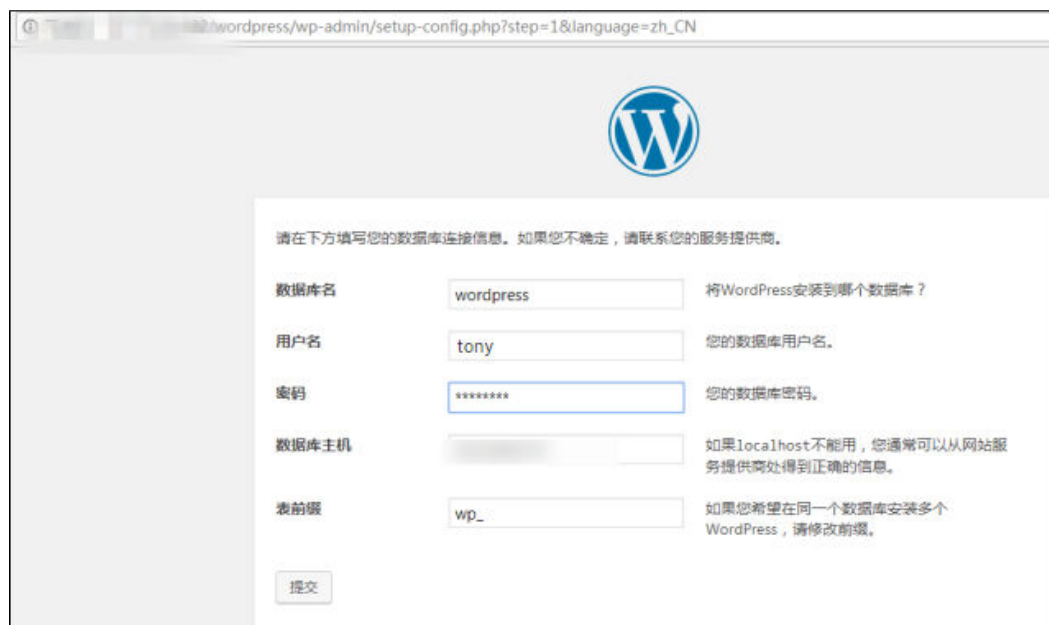 /wordpress/wp-admin/setup-config.php?step=1&language=zh_CN
请在下方填写您的数据库连接信息。如果您不确定，请联系您的服务提供商。
数据库名 wordpress 将WordPress安装到哪个数据库？
用户名 tony 您的数据库用户名。
密码 ******** 您的数据库密码。
数据库主机 如果localhost不能用，您通常可以从网站服
务提供商处得到正确的信息。
表前缀 wp_ 如果您希望在同一个数据库安装多个
WordPress，请修改前缀。
提交